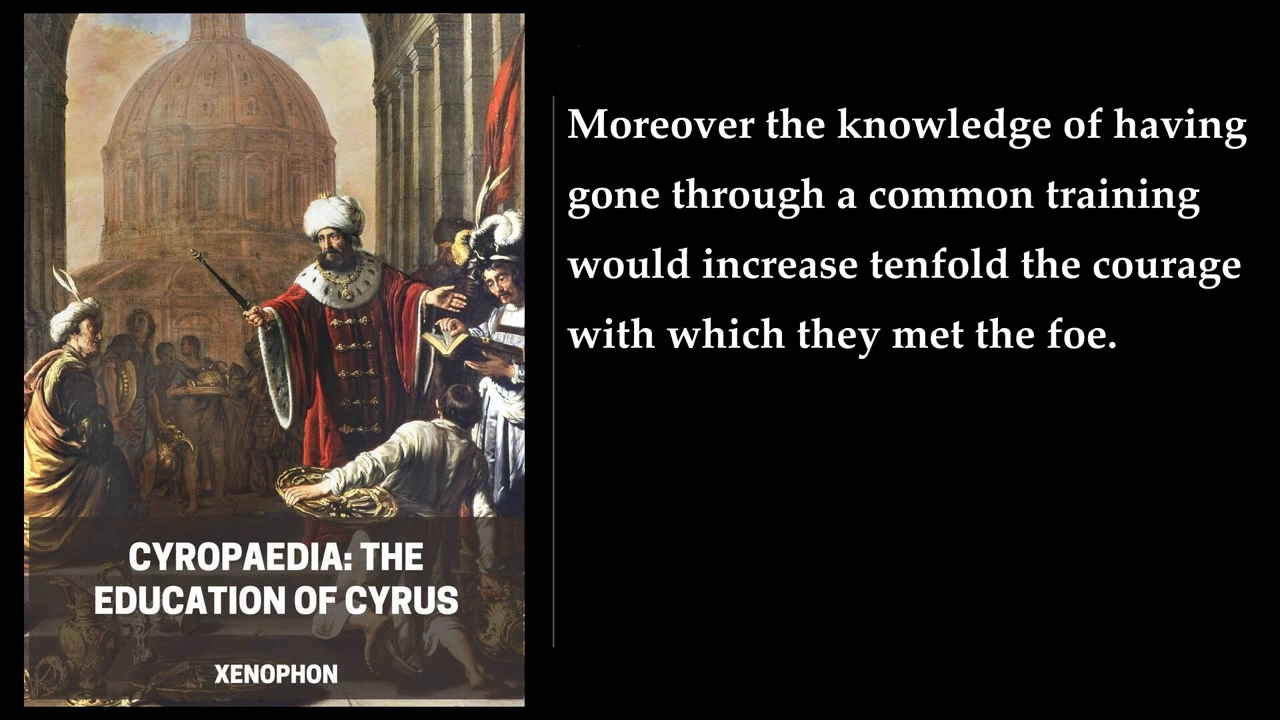 Moreover the knowledge of having
gone through a common training
would increase tenfold the courage
with which they met the foe.
CYROPAEDIA: THE
EDUCATION OF CYRUS
XENOPHON